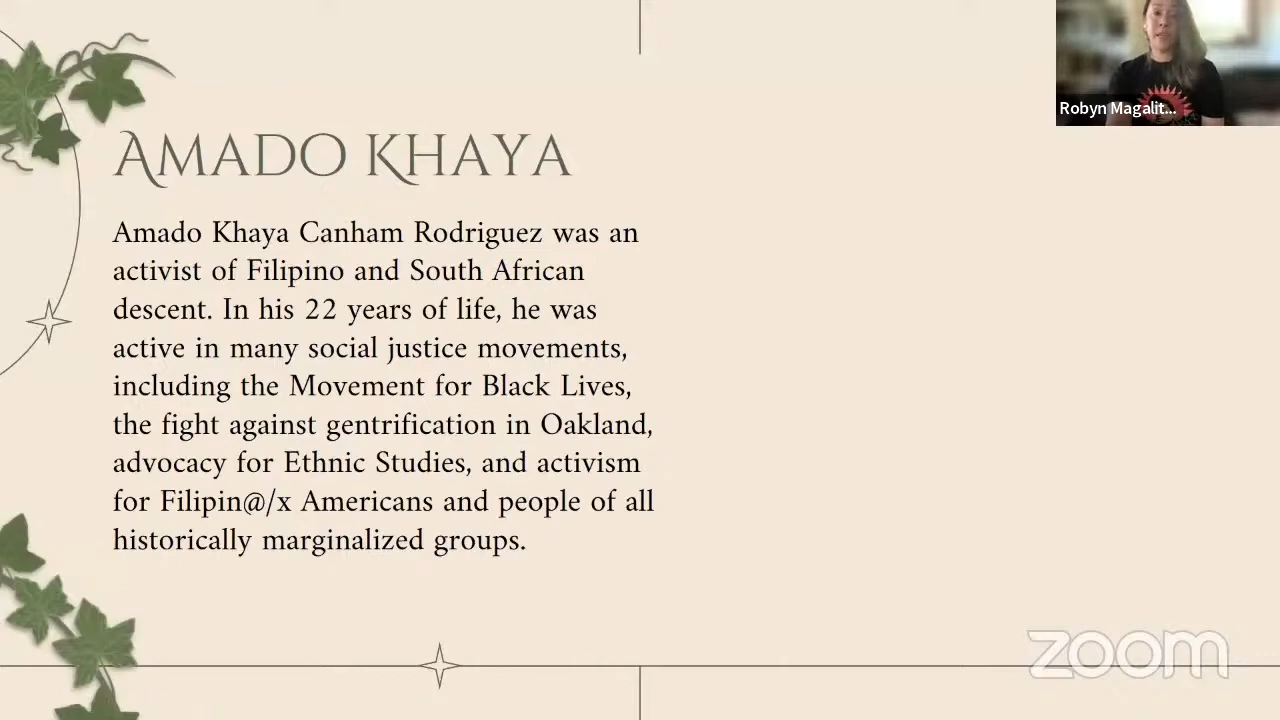 Robyn Magalit...
AMADO KHAYA
Amado Khaya Canham Rodriguez was an
activist of Filipino and South African
descent. In his 22 years of life, he was
active in many social justice movements,
including the Movement for Black Lives,
the fight against gentrification in Oakland,
advocacy for Ethnic Studies, and activism
for Filipin@/x Americans and people of all
historically marginalized groups.
zoom